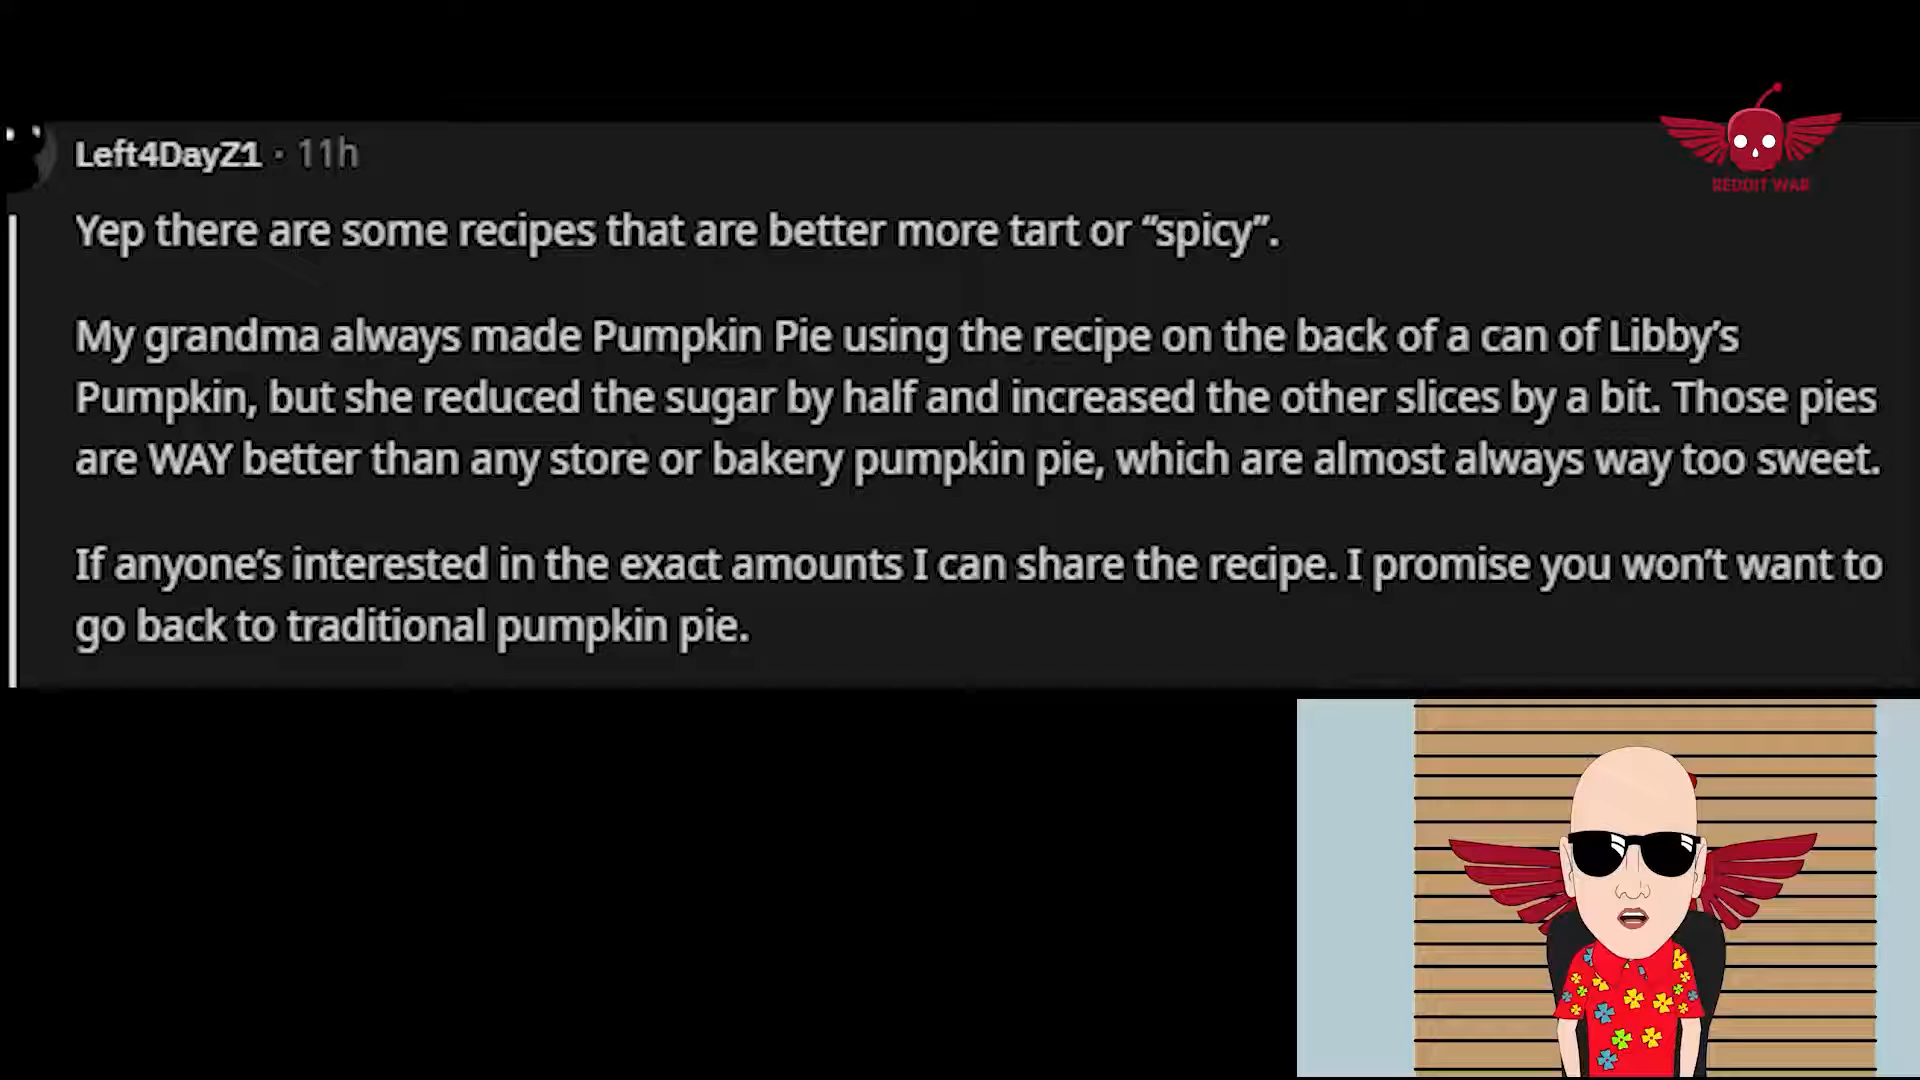 Left4DayZ1 · 11h
REDDIT WAR
Yep there are some recipes that are better more tart or “spicy”.
My grandma always made Pumpkin Pie using the recipe on the back of a can of Libby’s
Pumpkin, but she reduced the sugar by half and increased the other slices by a bit. Those pies
are WAY better than any store or bakery pumpkin pie, which are almost always way too sweet.
If anyone’s interested in the exact amounts I can share the recipe. I promise you won’t want to
go back to traditional pumpkin pie.